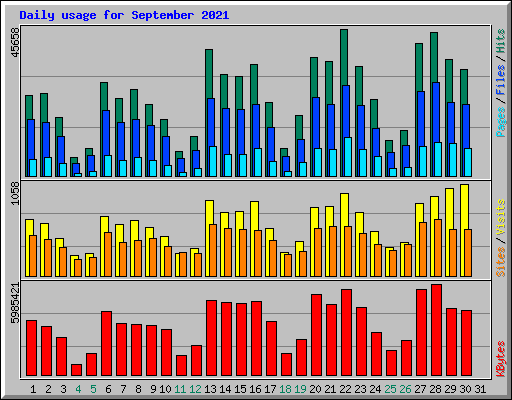 Daily usage for September 2021
45658
Pages / Files / Hits
1058
Sites / Visits
5985421
KBytes
1 2 3 4 5 6 7 8 9 10 11 12 13 14 15 16 17 18 19 20 21 22 23 24 25 26 27 28 29 30 31